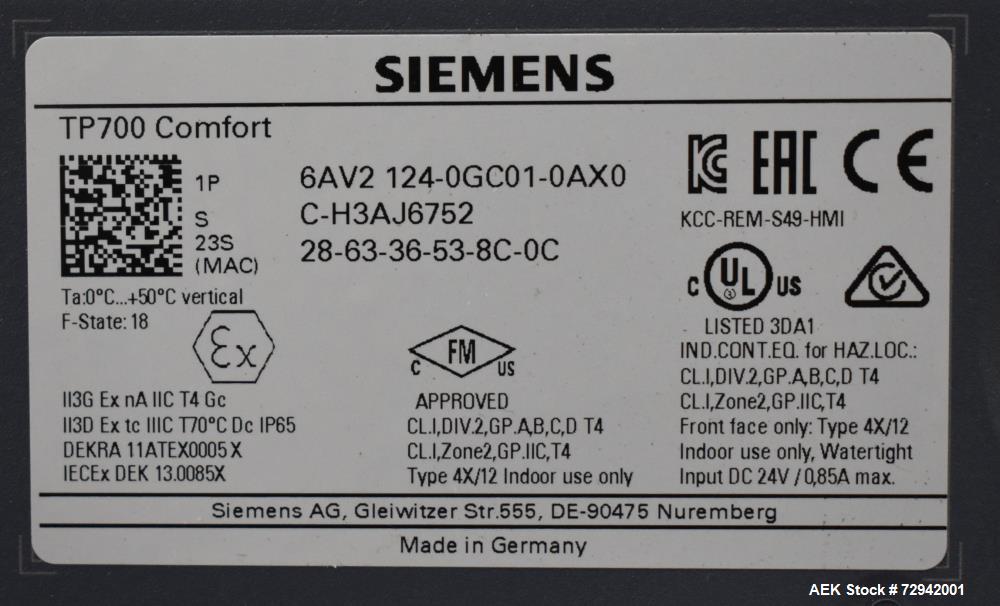 SIEMENS
TP700 Comfort
1P 6AV2 124-0GC01-0AX0
S C-H3AJ6752
23S 28-63-36-53-8C-0C
(MAC)
Ta:0°C...+50°C vertical
F-State: 18
Ex
II3G Ex nA IIC T4 Gc
II3D Ex tc IIIC T70°C Dc IP65
DEKRA 11ATEX0005 X
IECEx DEK 13.0085X
C FM US
APPROVED
CL.I,DIV.2,GP.A,B,C,D T4
CL.I,Zone2,GP.IIC,T4
Type 4X/12 Indoor use only
KC EAC CE
KCC-REM-S49-HMI
C UL US
LISTED 3DA1
IND.CONT.EQ. for HAZ.LOC.:
CL.I,DIV.2,GP.A,B,C,D T4
CL.I,Zone2,GP.IIC,T4
Front face only: Type 4X/12
Indoor use only, Watertight
Input DC 24V / 0,85A max.
Siemens AG, Gleiwitzer Str.555, DE-90475 Nuremberg
Made in Germany
AEK Stock # 72942001